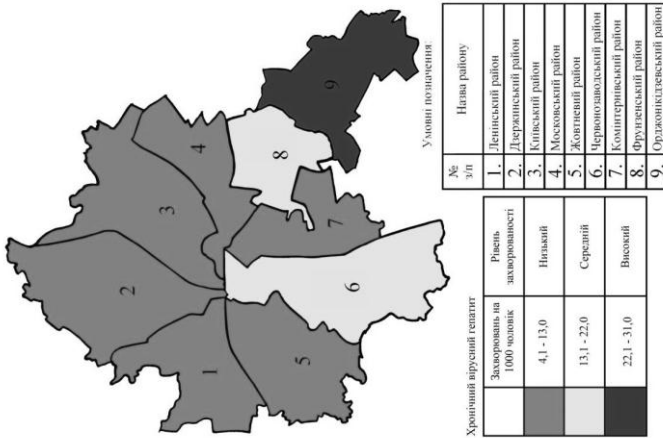 1
2
3
4
5
6
7
8
9
Хронічний вірусний гепатит
Захворювань на
1000 чоловік
Рівень
захворюваності
4,1 - 13,0
Низький
13,1 - 22,0
Середній
22,1 - 31,0
Високий
Умовні позначення:
№
з/п
Назва району
1. Ленінський район
2. Дзержинський район
3. Київський район
4. Московський район
5. Жовтневий район
6. Червонозаводський район
7. Комінтернівський район
8. Фрунзенський район
9. Орджонікідзевський район